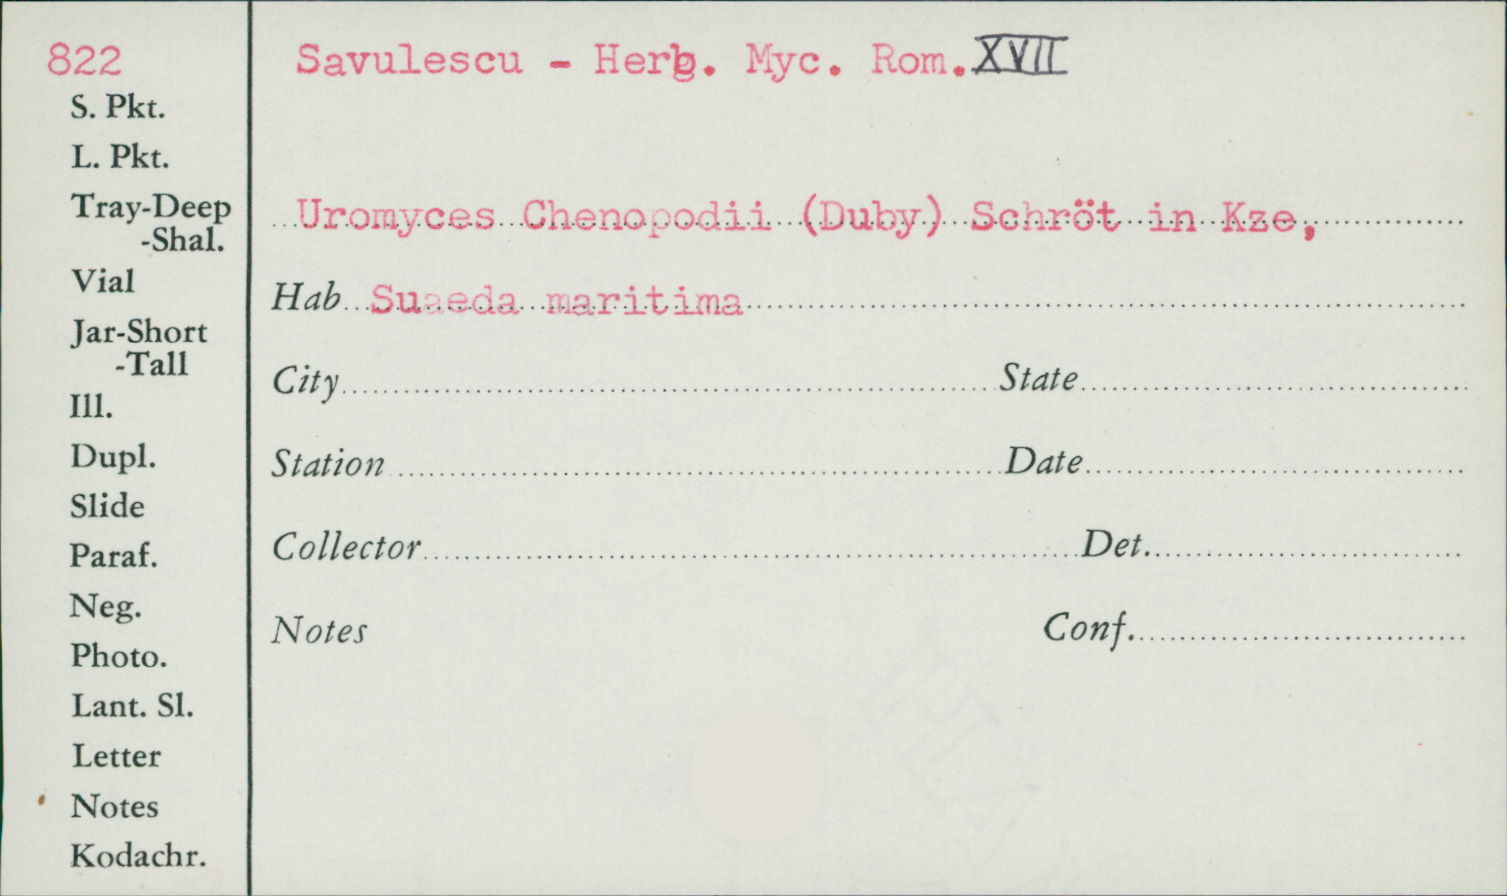 822
Savulescu - Herb. Myc. Rom. XVII
S. Pkt.
L. Pkt.
Tray-Deep
-Shal.
Vial
Jar-Short
-Tall
Ill.
Dupl.
Slide
Paraf.
Neg.
Photo.
Lant. Sl.
Letter
Notes
Kodachr.
Uromyces Chenopodii (Duby) Schröt in Kze,
Hab Suaeda maritima
City State
Station Date
Collector Det.
Notes Conf.